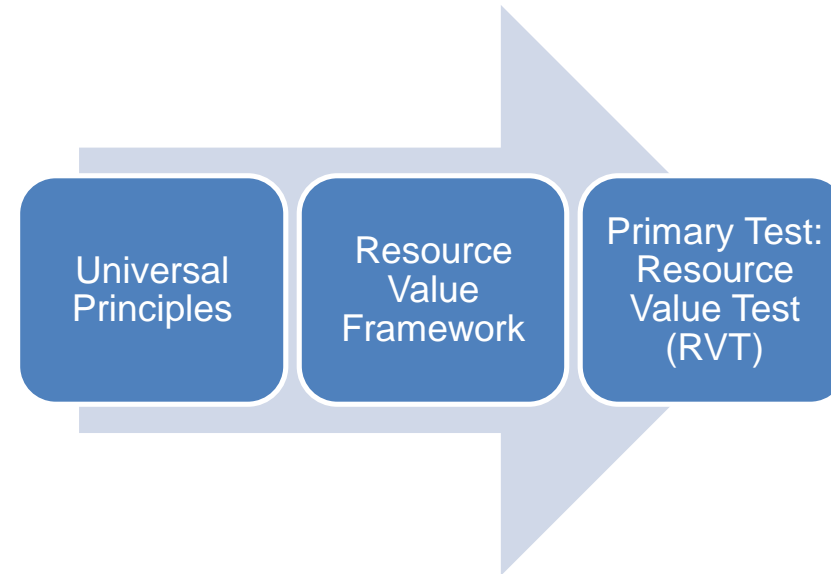 Universal
Principles
Resource
Value
Framework
Primary Test:
Resource
Value Test
(RVT)